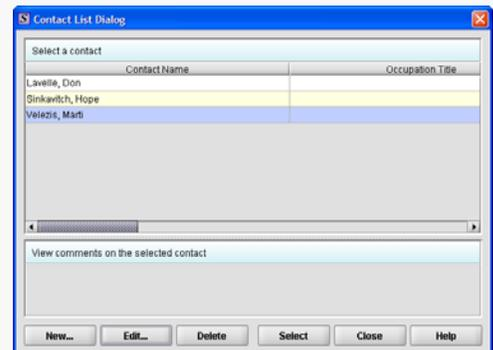 Contact List Dialog
Select a contact
Contact Name Occupation Title
Lavelle, Don
Sinkavitch, Hope
Velezis, Marti
View comments on the selected contact
New... Edit... Delete Select Close Help